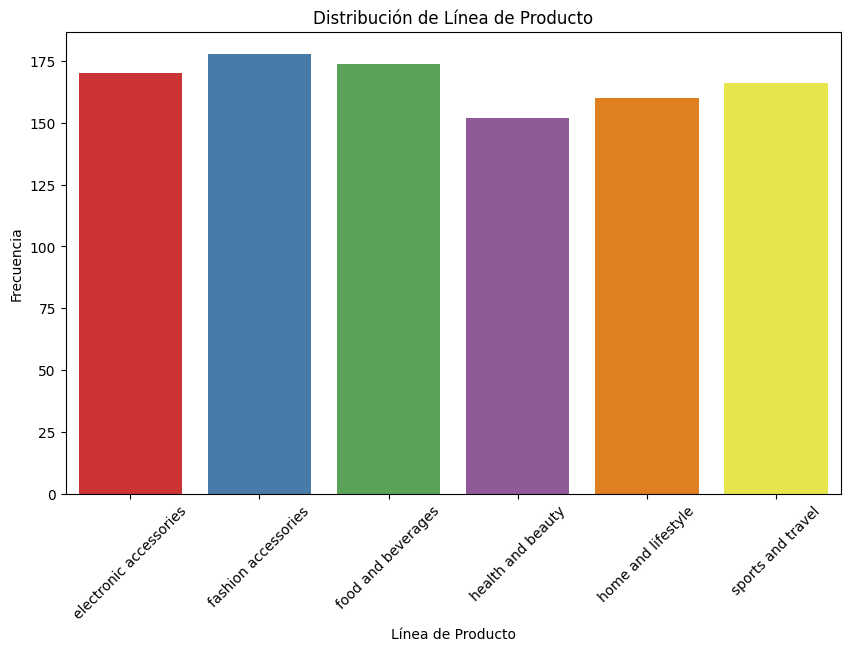 Distribución de Línea de Producto
175
150
125
100
75
50
25
0
Frecuencia
electronic accessories
fashion accessories
food and beverages
health and beauty
home and lifestyle
sports and travel
Línea de Producto